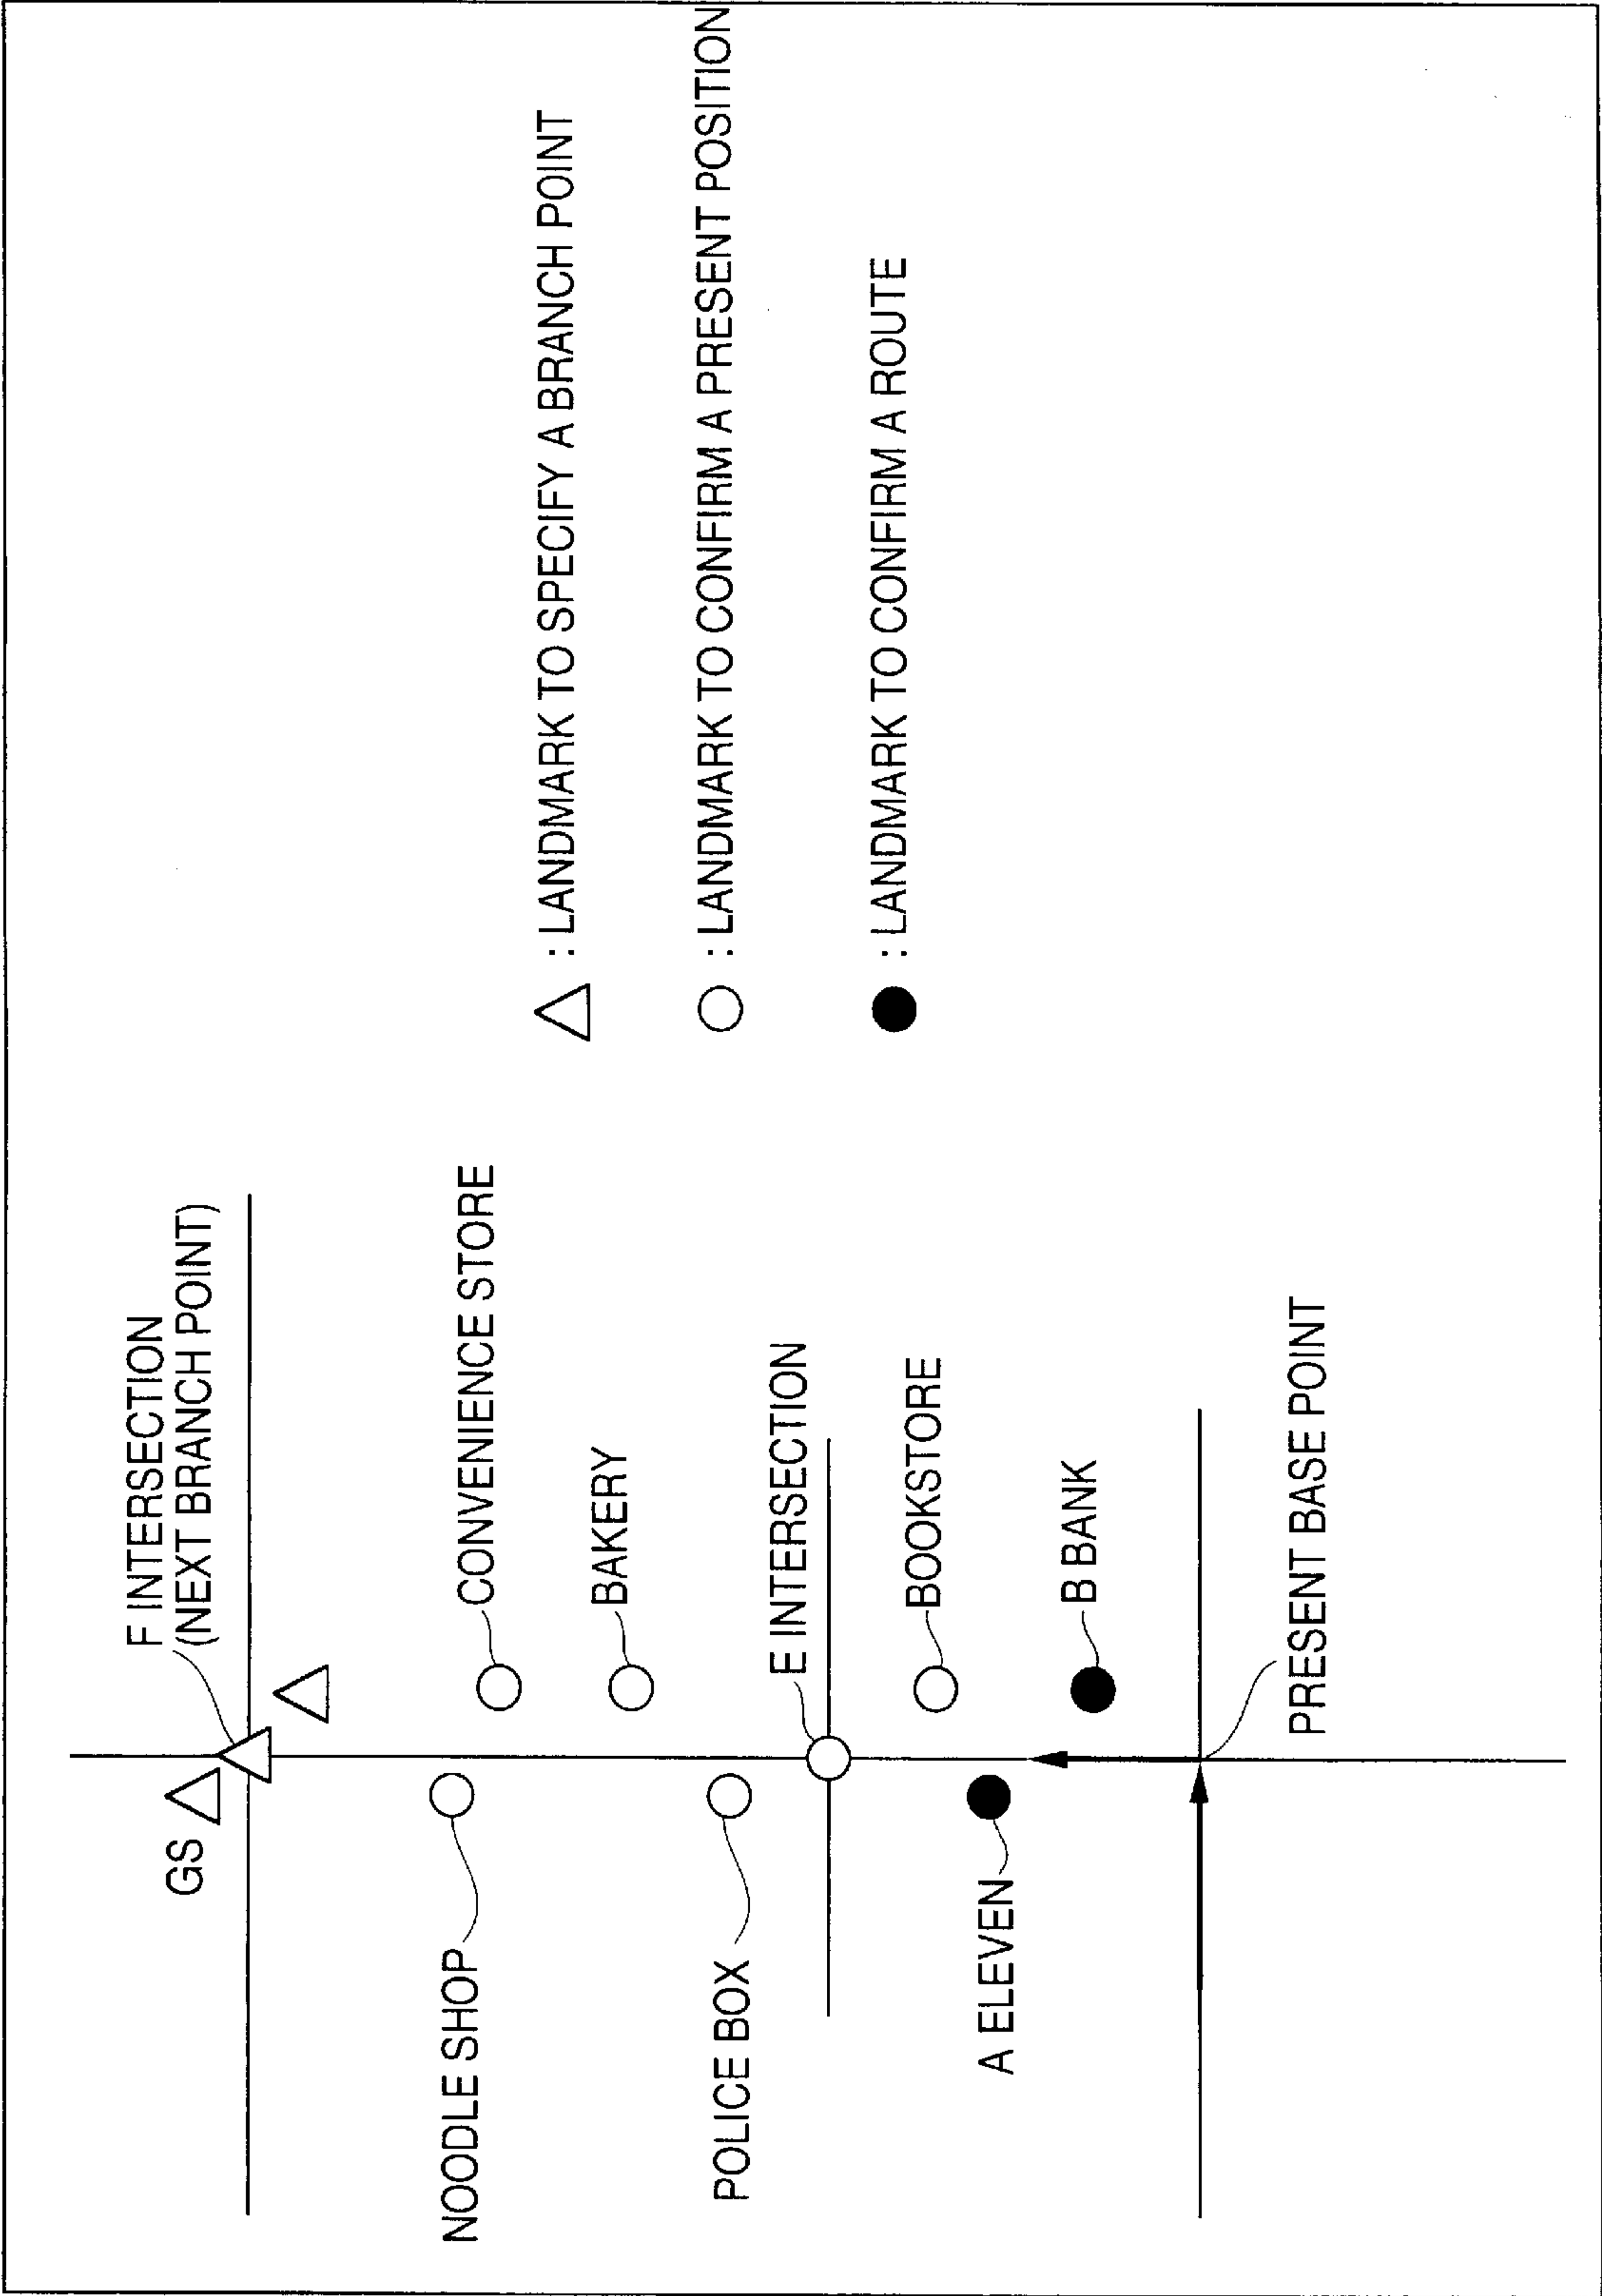 F INTERSECTION
(NEXT BRANCH POINT)
GS
CONVENIENCE STORE
NOODLE SHOP
BAKERY
POLICE BOX
E INTERSECTION
BOOKSTORE
A ELEVEN
B BANK
PRESENT BASE POINT
: LANDMARK TO SPECIFY A BRANCH POINT
: LANDMARK TO CONFIRM A PRESENT POSITION
: LANDMARK TO CONFIRM A ROUTE